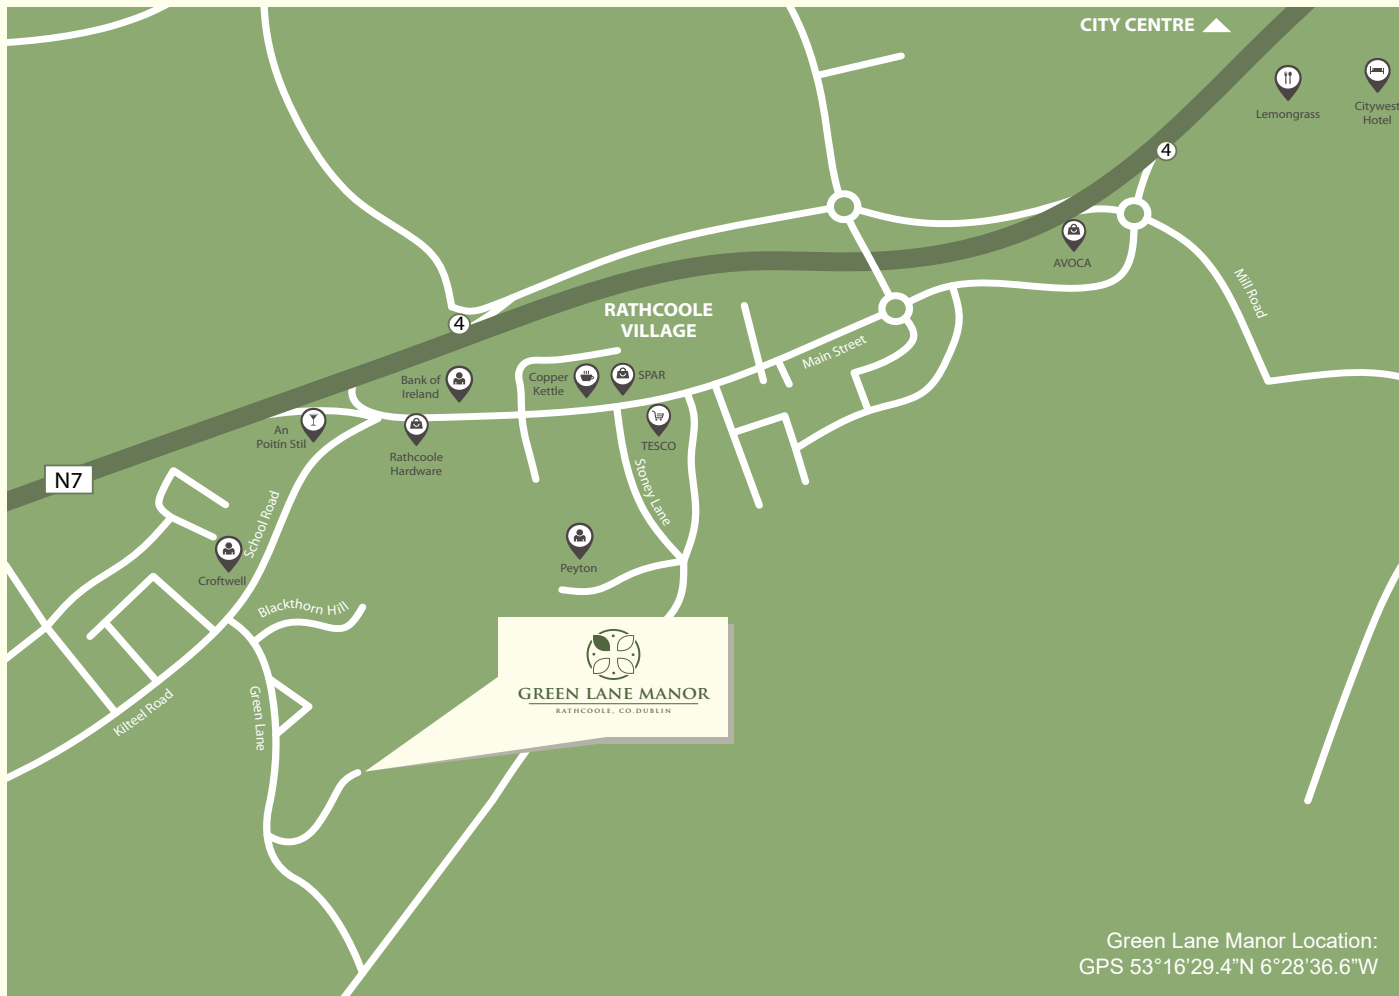 CITY CENTRE
4
Lemongrass
Citywest
Hotel
AVOCA
Mill Road
4
RATHCOOLE
VILLAGE
Main Street
Bank of
Ireland
Copper
Kettle
SPAR
An
Poitín Stil
Rathcoole
Hardware
TESCO
N7
Stoney Lane
School Road
Croftwell
Peyton
Blackthorn Hill
Kilteel Road
Green Lane
GREEN LANE MANOR
RATHCOOLE, CO.DUBLIN
Green Lane Manor Location:
GPS 53°16’29.4”N 6°28’36.6”W